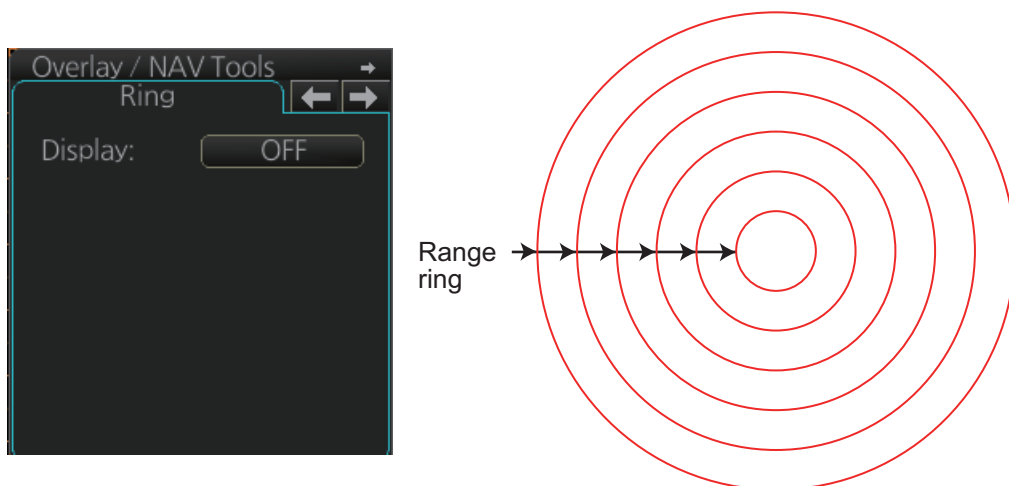 Overlay / NAV Tools
Ring
Display: OFF
Range
ring